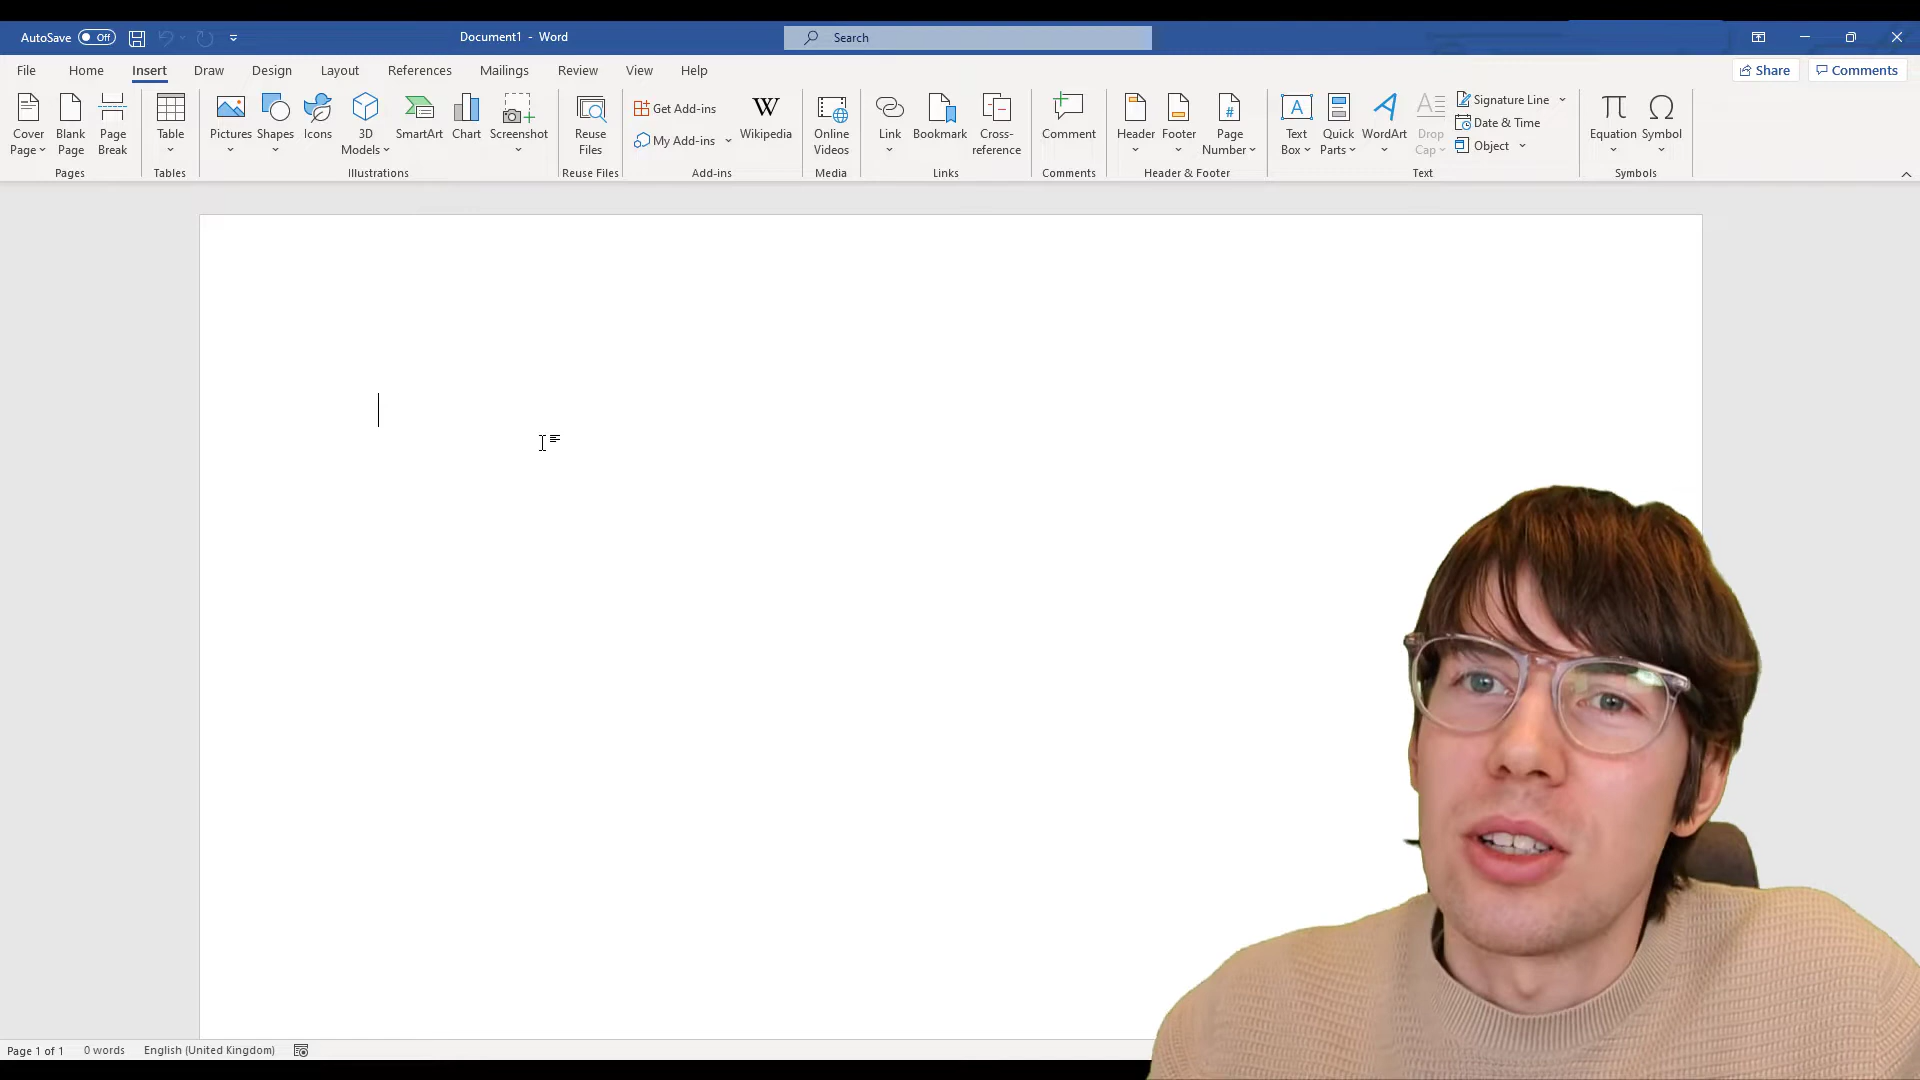 AutoSave Off Document1 - Word Search
File Home Insert Draw Design Layout References Mailings Review View Help Share Comments
Cover Page
Blank Page
Page Break
Pages
Table
Tables
Pictures
Shapes
Icons
3D Models
SmartArt
Chart
Screenshot
Illustrations
Reuse Files
Reuse Files
Get Add-ins
My Add-ins
W
Wikipedia
Add-ins
Online Videos
Media
Link
Bookmark
Cross-reference
Links
Comment
Comments
Header
Footer
#
Page Number
Header & Footer
A
Text Box
Quick Parts
A
WordArt
A
Drop Cap
Signature Line
Date & Time
Object
Text
π
Equation
Ω
Symbol
Symbols
Page 1 of 1 0 words English (United Kingdom)